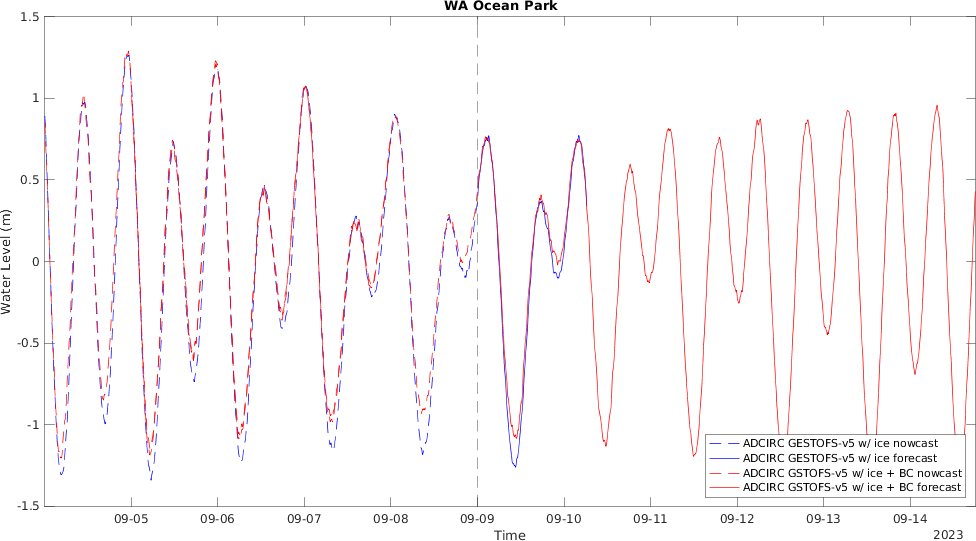 WA Ocean Park
1.5
1
0.5
0
-0.5
-1
-1.5
Water Level (m)
09-05 09-06 09-07 09-08 09-09 09-10 09-11 09-12 09-13 09-14
Time
2023
ADCIRC GESTOFS-v5 w/ ice nowcast
ADCIRC GESTOFS-v5 w/ ice forecast
ADCIRC GSTOFS-v5 w/ ice + BC nowcast
ADCIRC GSTOFS-v5 w/ ice + BC forecast